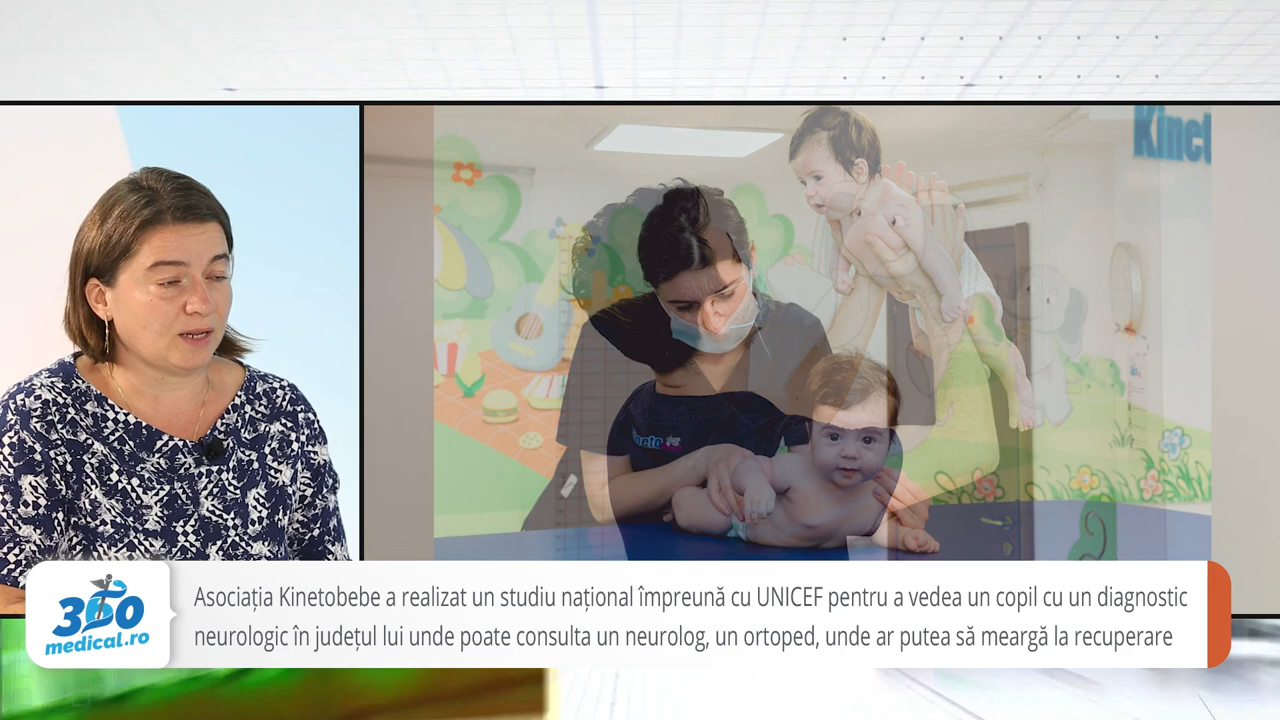 Kinet
neto
Asociația Kinetobebe a realizat un studiu național împreună cu UNICEF pentru a vedea un copil cu un diagnostic
neurologic în județul lui unde poate consulta un neurolog, un ortoped, unde ar putea să meargă la recuperare
360
medical.ro